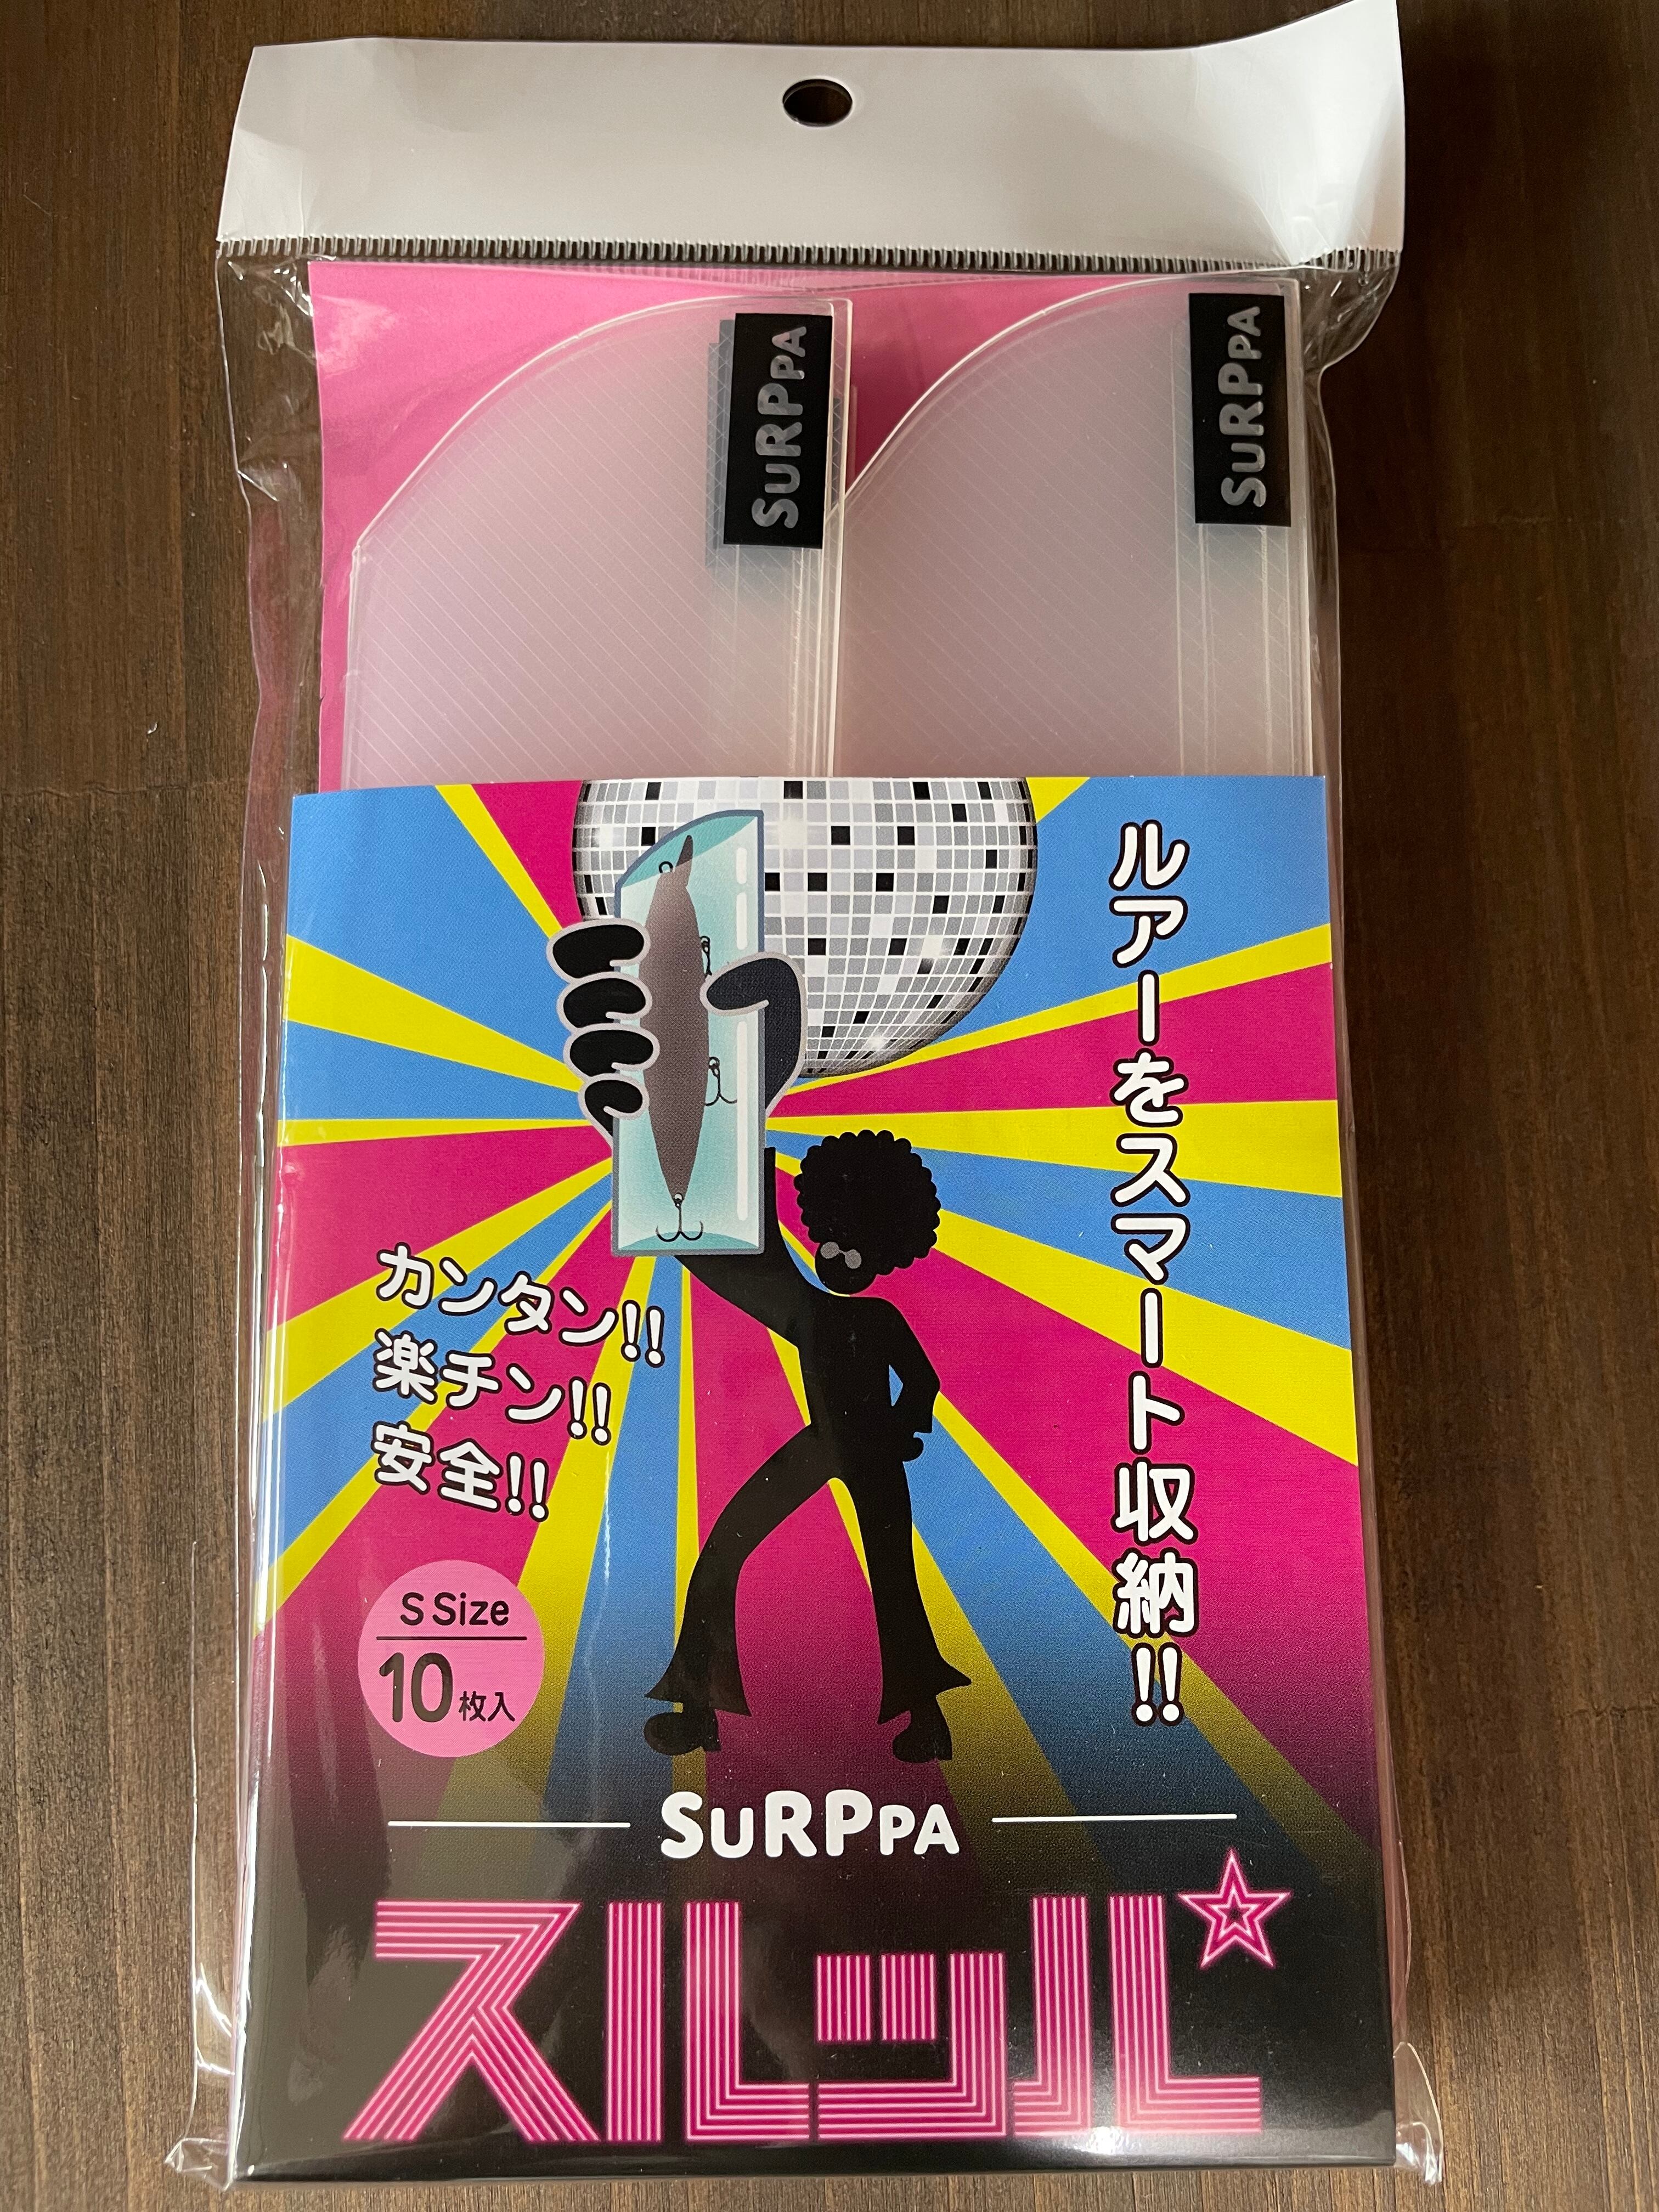 SuRPPA
SuRPPA
ルアーをスマート収納!!
カンタン!!
楽チン!!
安全!!
S Size
10枚入
SuRPPA
スルッパ